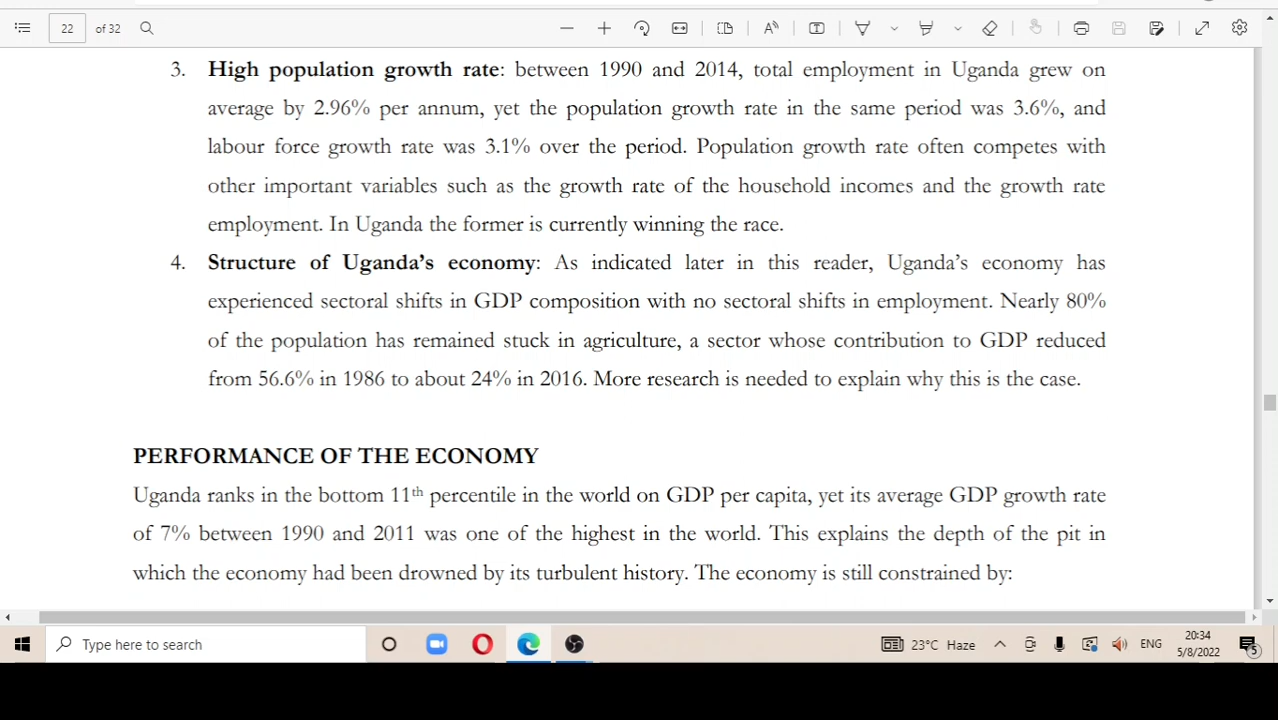 22 of 32
3. High population growth rate: between 1990 and 2014, total employment in Uganda grew on
average by 2.96% per annum, yet the population growth rate in the same period was 3.6%, and
labour force growth rate was 3.1% over the period. Population growth rate often competes with
other important variables such as the growth rate of the household incomes and the growth rate
employment. In Uganda the former is currently winning the race.
4. Structure of Uganda’s economy: As indicated later in this reader, Uganda’s economy has
experienced sectoral shifts in GDP composition with no sectoral shifts in employment. Nearly 80%
of the population has remained stuck in agriculture, a sector whose contribution to GDP reduced
from 56.6% in 1986 to about 24% in 2016. More research is needed to explain why this is the case.
PERFORMANCE OF THE ECONOMY
Uganda ranks in the bottom 11th percentile in the world on GDP per capita, yet its average GDP growth rate
of 7% between 1990 and 2011 was one of the highest in the world. This explains the depth of the pit in
which the economy had been drowned by its turbulent history. The economy is still constrained by:
Type here to search
23°C Haze
ENG
20:34
5/8/2022
5